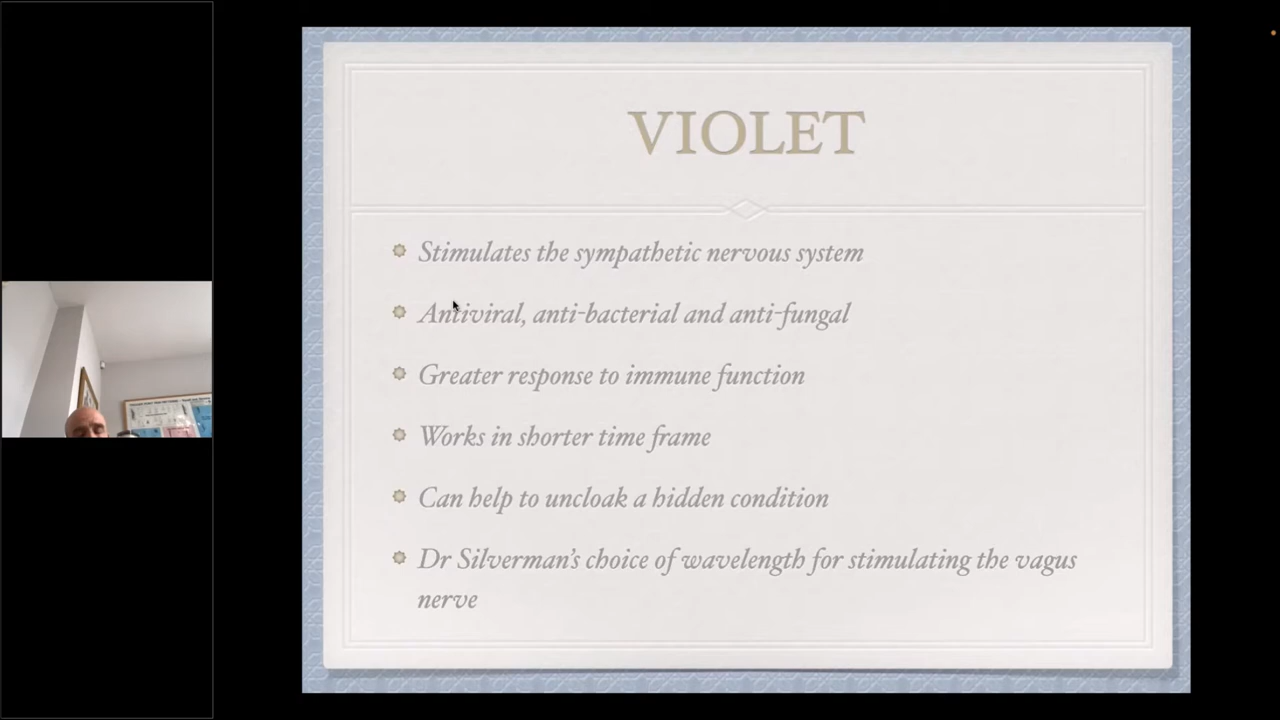 VIOLET
Stimulates the sympathetic nervous system
Antiviral, anti-bacterial and anti-fungal
Greater response to immune function
Works in shorter time frame
Can help to uncloak a hidden condition
Dr Silverman's choice of wavelength for stimulating the vagus
nerve